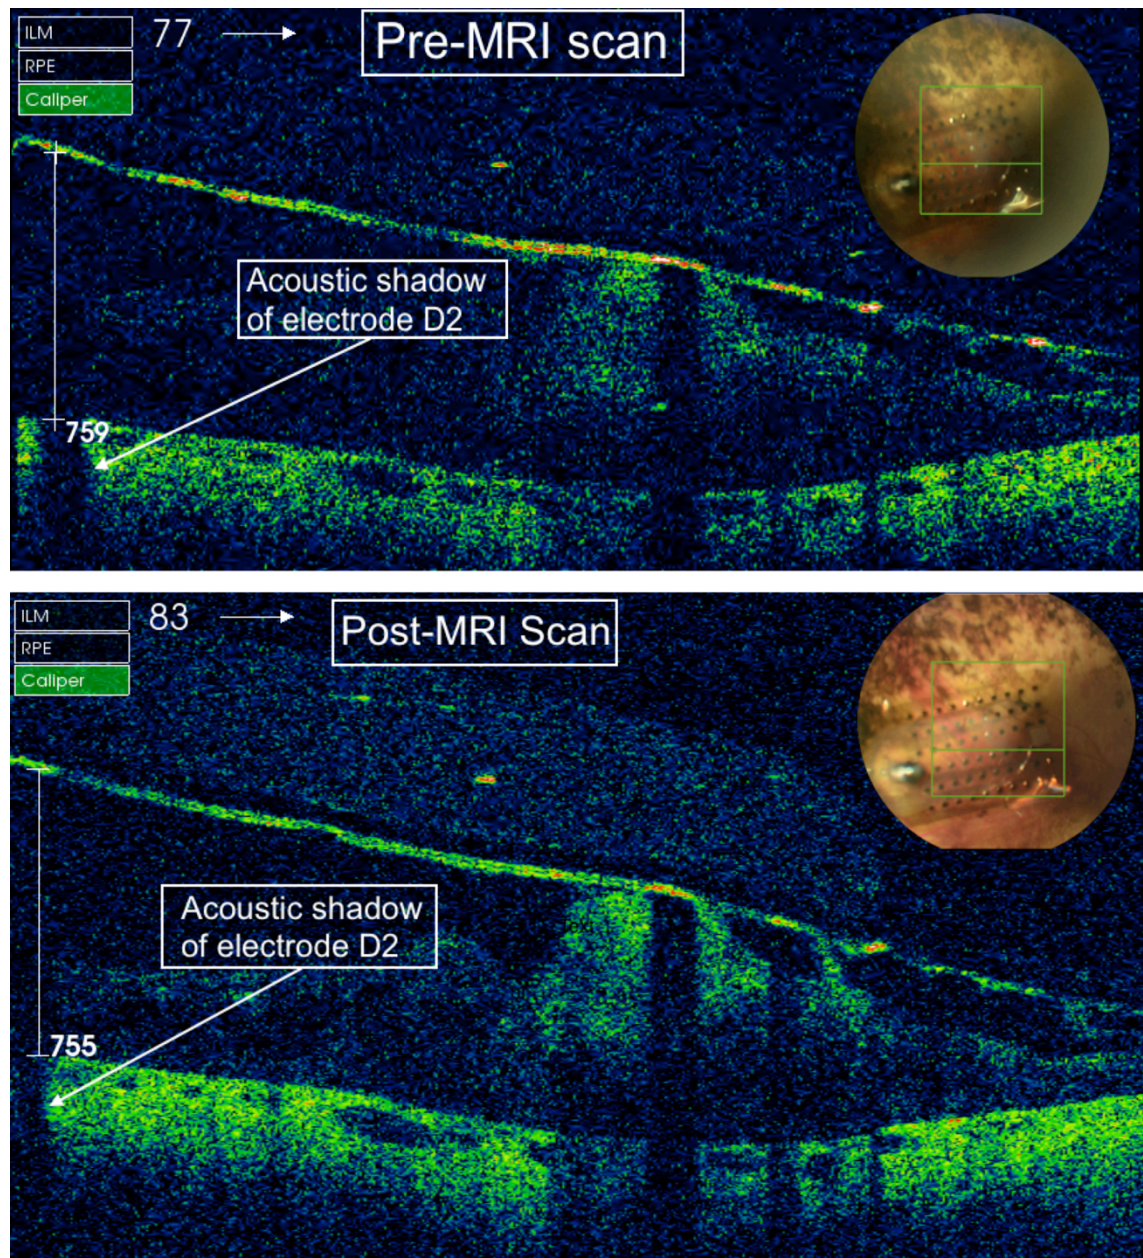 ILM
RPE
Caliper
77
Pre-MRI scan
Acoustic shadow
of electrode D2
759
ILM
RPE
Caliper
83
Post-MRI Scan
Acoustic shadow
of electrode D2
755